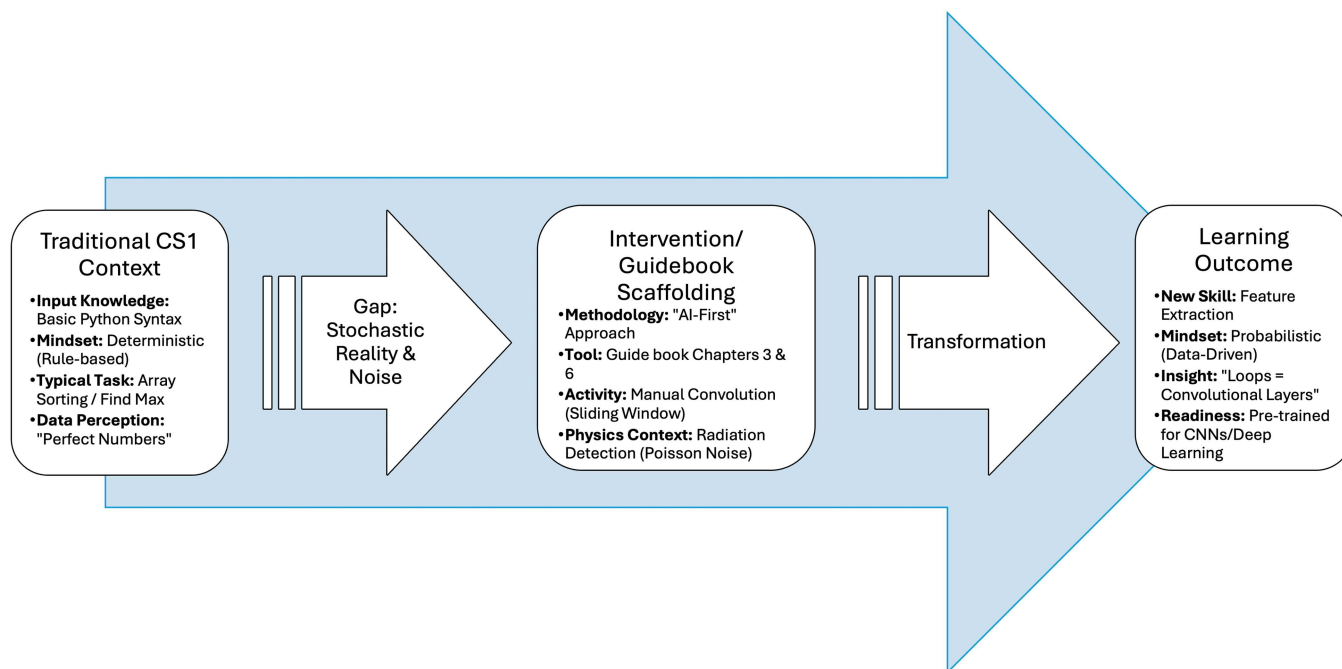 Traditional CS1
Context
•Input Knowledge:
Basic Python Syntax
•Mindset: Deterministic
(Rule-based)
•Typical Task: Array
Sorting / Find Max
•Data Perception:
"Perfect Numbers"
Gap:
Stochastic
Reality &
Noise
Intervention/
Guidebook
Scaffolding
•Methodology: "AI-First"
Approach
•Tool: Guide book Chapters 3 &
6
•Activity: Manual Convolution
(Sliding Window)
•Physics Context: Radiation
Detection (Poisson Noise)
Transformation
Learning
Outcome
•New Skill: Feature
Extraction
•Mindset: Probabilistic
(Data-Driven)
•Insight: "Loops =
Convolutional Layers"
•Readiness: Pre-trained
for CNNs/Deep
Learning